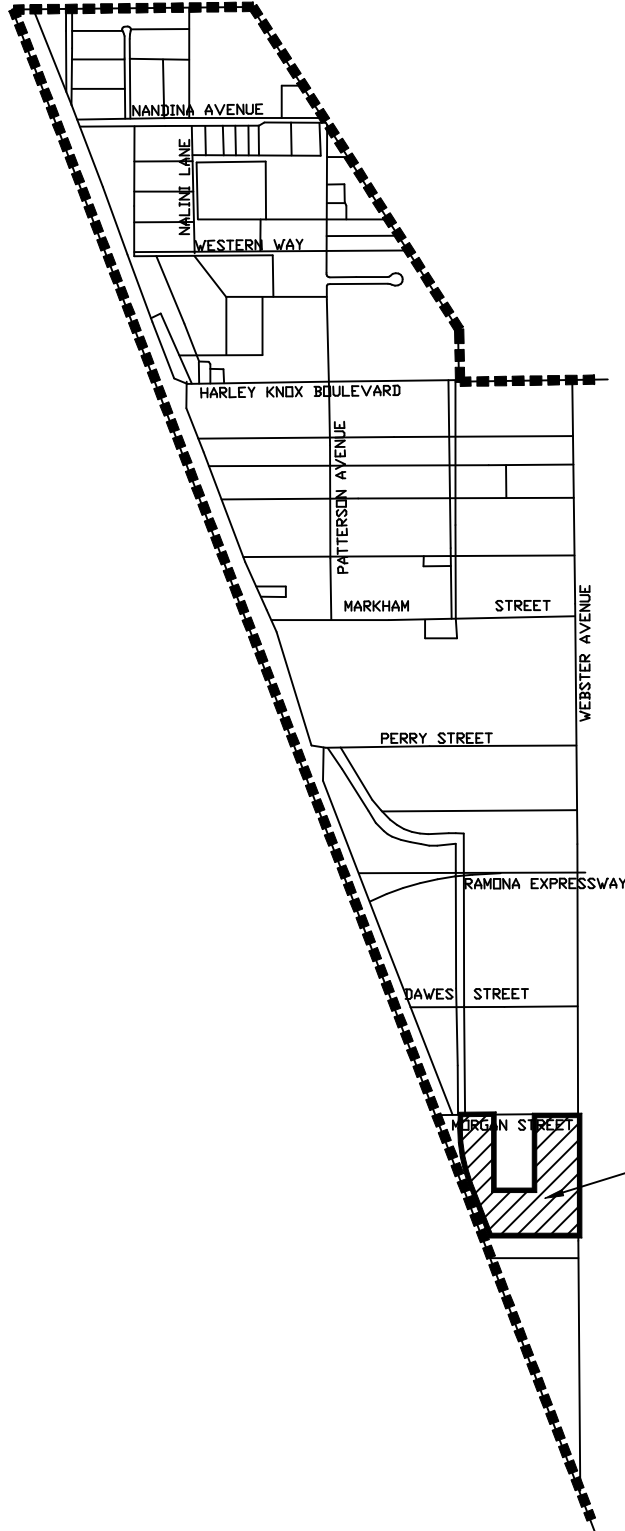 NANDINA AVENUE
NALINI LANE
WESTERN WAY
HARLEY KNOX BOULEVARD
PATTERSON AVENUE
MARKHAM STREET
WEBSTER AVENUE
PERRY STREET
RAMONA EXPRESSWAY
DAWES STREET
MORGAN STREET